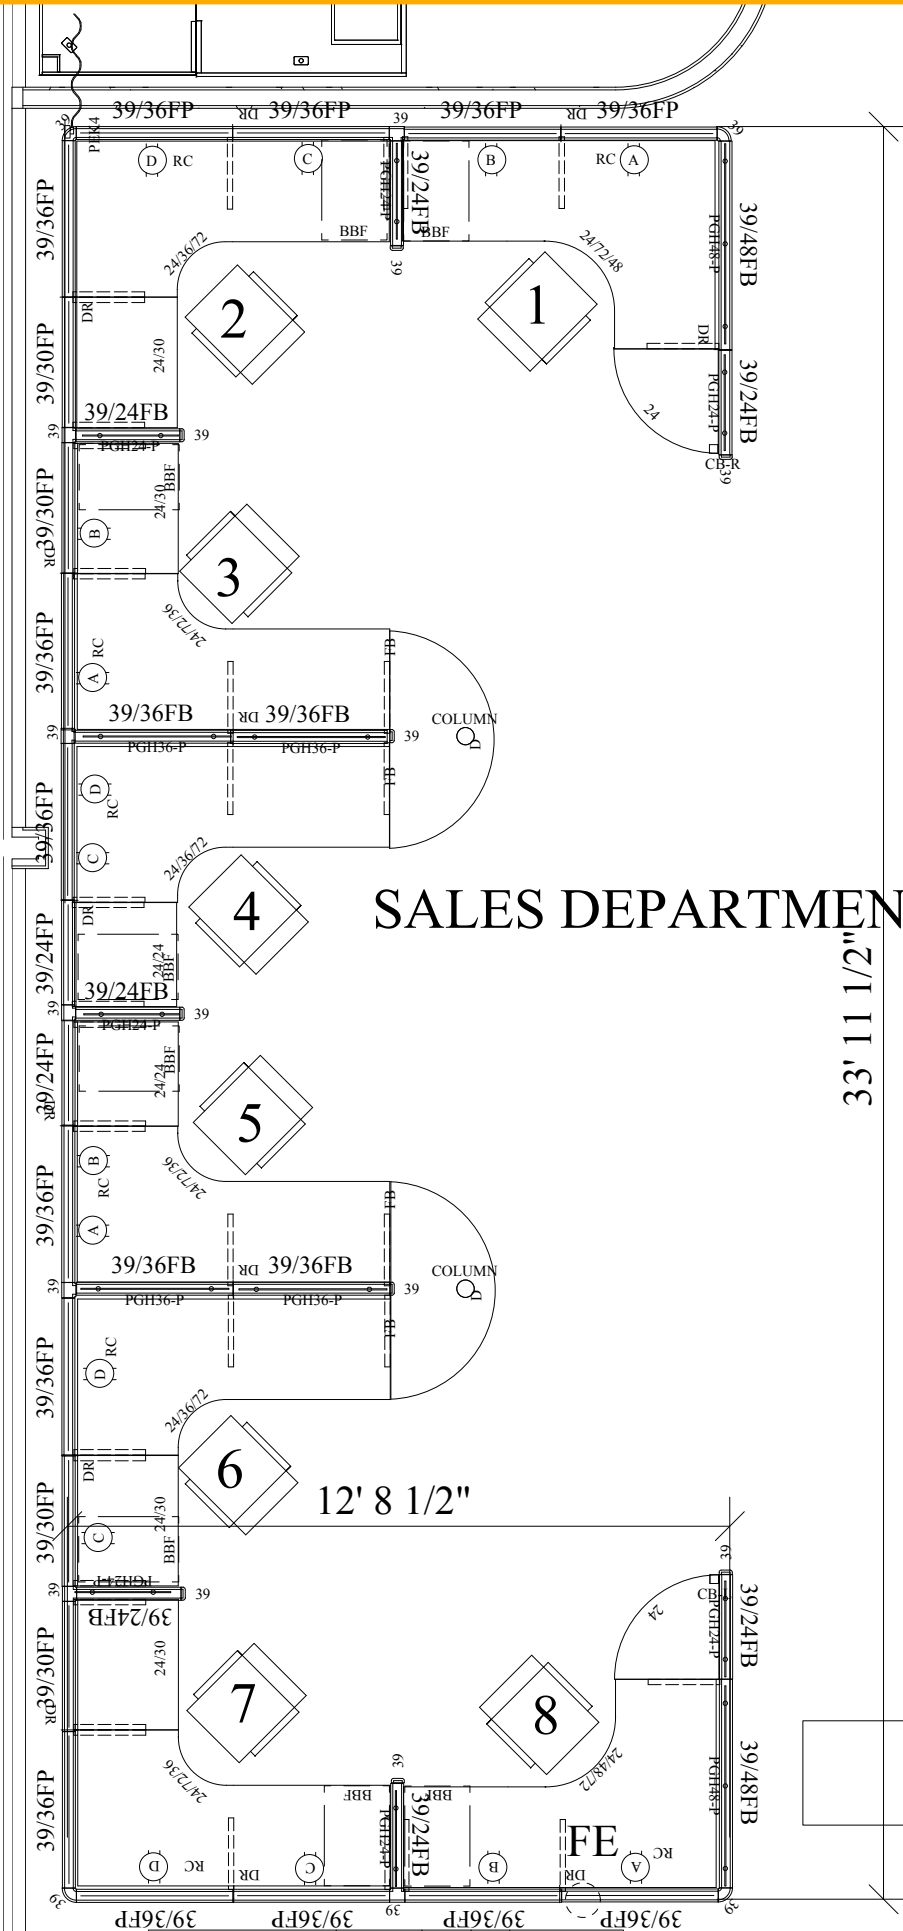 39/36FP DR 39/36FP 39/36FP DR 39/36FP
39 39 39
PEK4
D RC C B RC A
39/36FP PGH24-P 39/24FB PGH48-P 39/48FB
BBF BBF
24/36/72 39 24/72/48
2 1
DR DR
39/30FP 24/30 PGH24-P 39/24FB
24
39/24FB
39 39
PGH24-P
CB-R
39
BBF
24/30
39/30FP
B
DR
3
24/72/36
39/36FP RC
A
FB
39/36FB DR 39/36FB
39 39
PGH36-P PGH36-P
COLUMN
D
FB
D
39/36FP RC
C
24/36/72
4
DR
SALES DEPARTMEN
39/24FP 24/24 BBF
33' 11 1/2"
39/24FB
39 39
PGH24-P
39/24FP 24/24 BBF
DR
5
B
24/72/36
39/36FP RC
A
FB
39/36FB DR 39/36FB
39 39
PGH36-P PGH36-P
COLUMN
D
FB
RC
39/36FP D
24/36/72
6
DR
12' 8 1/2"
39/30FP 24/30
C BBF
39
PGH24-P
39 39
39/24FB
24 CB-L PGH24-P 39/24FB
39/30FP 24/30
DR
7 8
24/72/36 39 24/48/72
39/36FP BBF BBF PGH48-P 39/48FB
PGH24-P 39/24FB
FE
D RC DR C B DR A RC
39 39 39
39/36FP 39/36FP 39/36FP 39/36FP